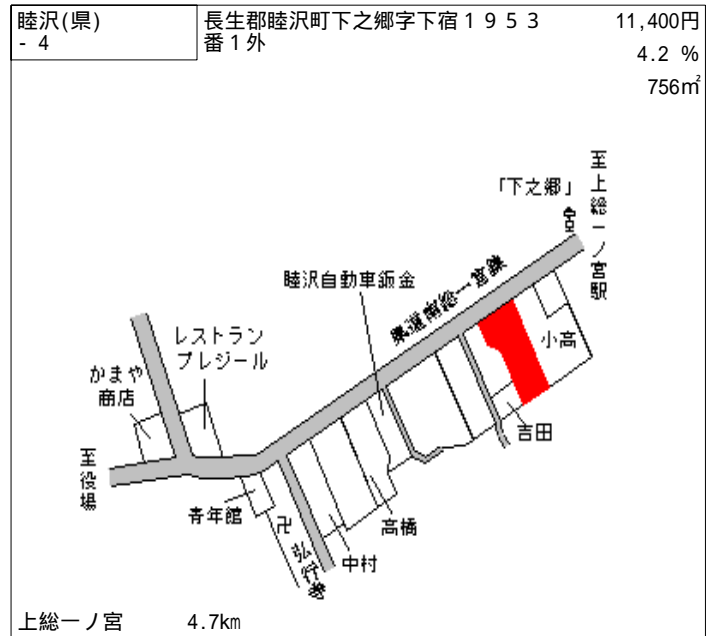 睦沢(県)
- 4
長生郡睦沢町下之郷字下宿1953
番1外
11,400円
4.2 %
756㎡
至上総一ノ宮駅
「下之郷」
県道南総一宮線
睦沢自動車鈑金
レストラン
プレジール
かまや
商店
小高
吉田
至役場
青年館
卍 弘行寺
高橋
中村
上総一ノ宮 4.7km